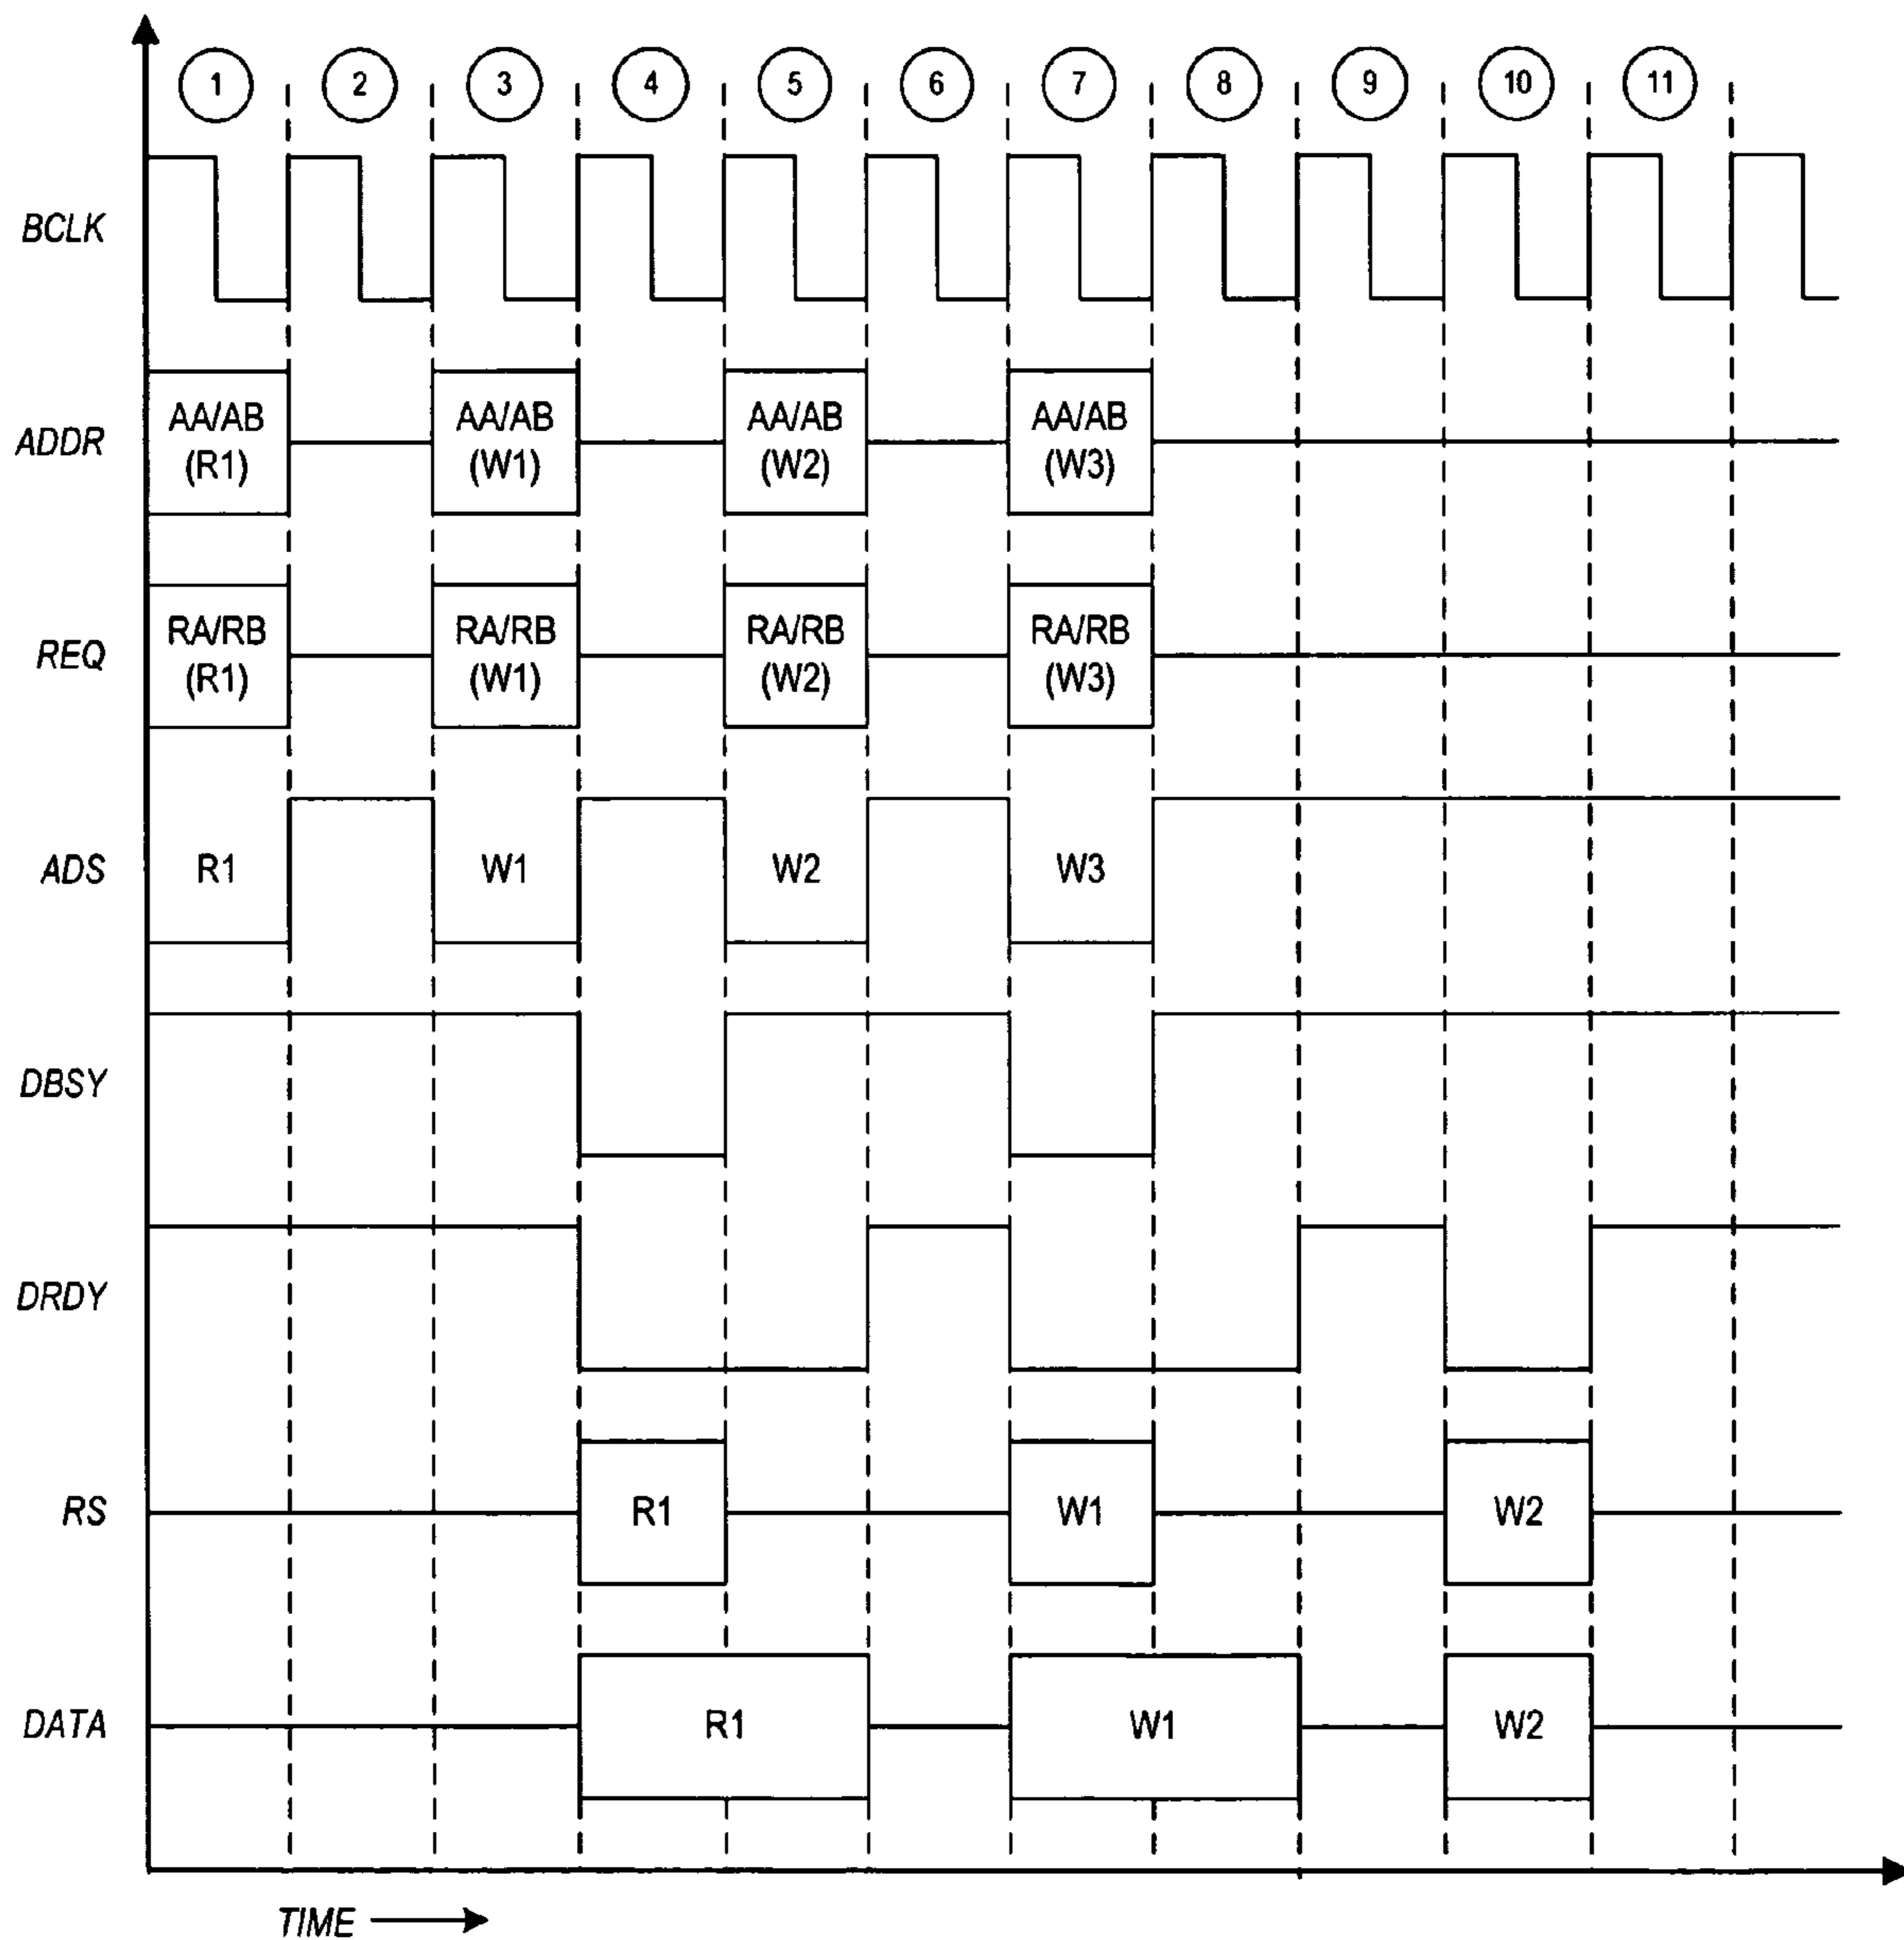 1 2 3 4 5 6 7 8 9 10 11
BCLK
ADDR
AA/AB
(R1)
AA/AB
(W1)
AA/AB
(W2)
AA/AB
(W3)
REQ
RA/RB
(R1)
RA/RB
(W1)
RA/RB
(W2)
RA/RB
(W3)
ADS R1 W1 W2 W3
DBSY
DRDY
RS R1 W1 W2
DATA R1 W1 W2
TIME